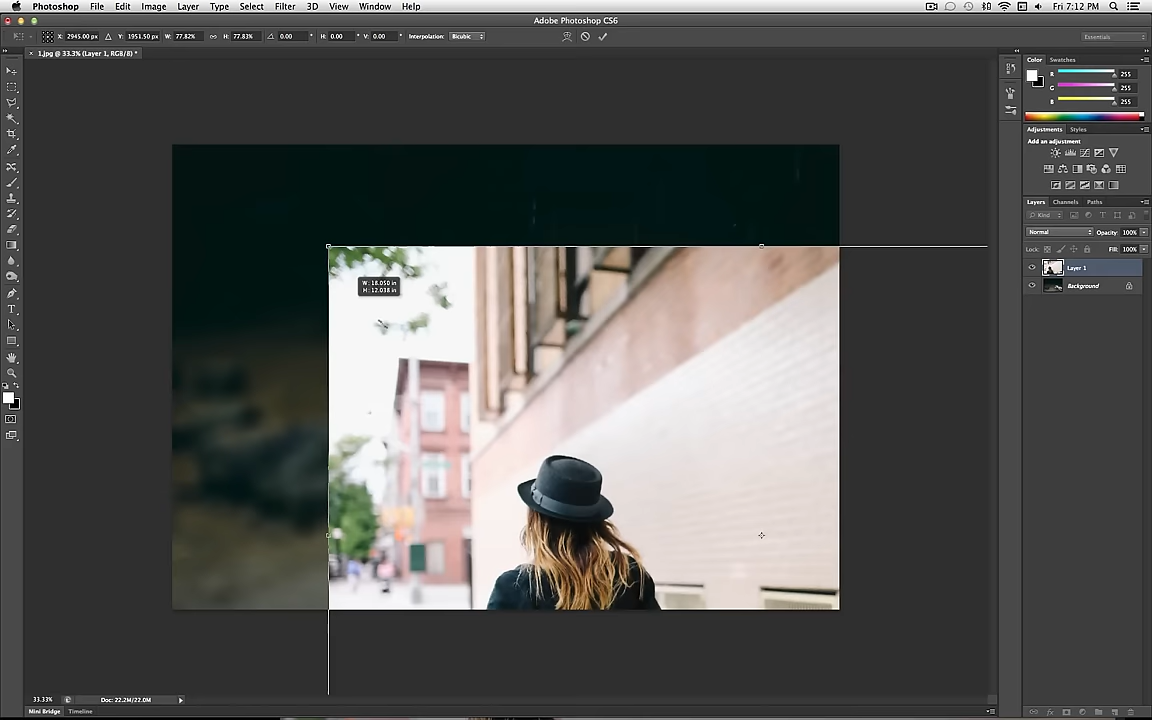 Photoshop File Edit Image Layer Type Select Filter 3D View Window Help Fri 7:12 PM
Adobe Photoshop CS6
X: 2945.00 px Y: 1951.50 px W: 77.82% H: 77.83% 0.00 ° H: 0.00 ° V: 0.00 ° Interpolation: Bicubic Essentials
× 1.jpg @ 33.3% (Layer 1, RGB/8) *
Color Swatches
R 255
G 255
B 255
Adjustments Styles
Add an adjustment
Layers Channels Paths
Kind
Normal Opacity: 100%
Lock: Fill: 100%
Layer 1
Background
W: 18.050 in
H: 12.038 in
33.33% Doc: 22.2M/22.0M
Mini Bridge Timeline